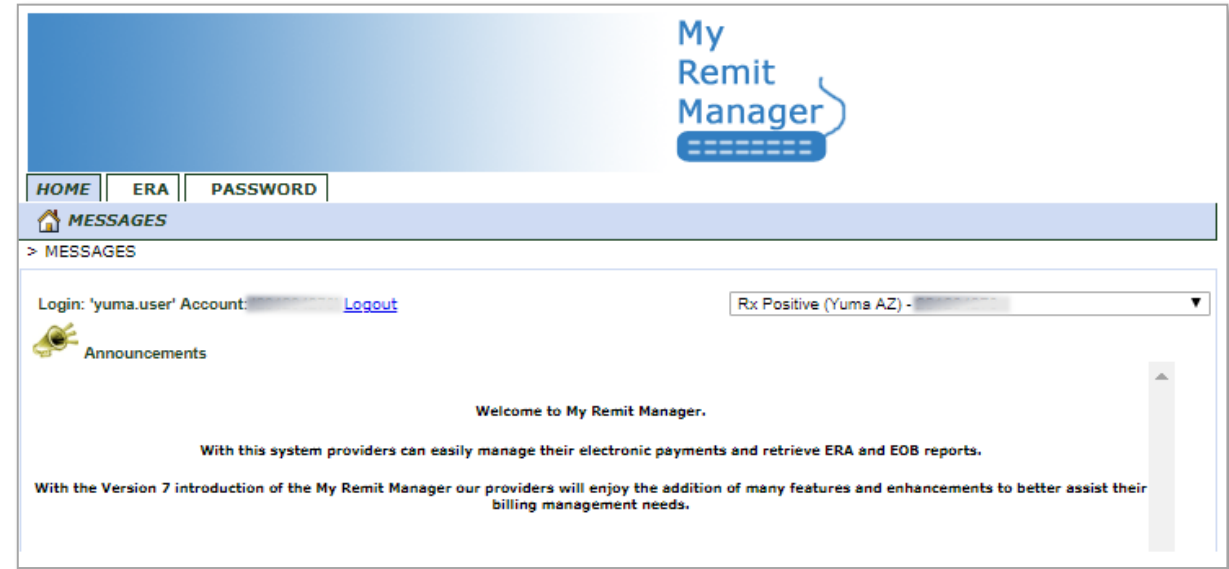 My
Remit
Manager
HOME ERA PASSWORD
MESSAGES
> MESSAGES
Login: 'yuma.user' Account: Logout
Rx Positive (Yuma AZ) -
Announcements
Welcome to My Remit Manager.
With this system providers can easily manage their electronic payments and retrieve ERA and EOB reports.
With the Version 7 introduction of the My Remit Manager our providers will enjoy the addition of many features and enhancements to better assist their
billing management needs.